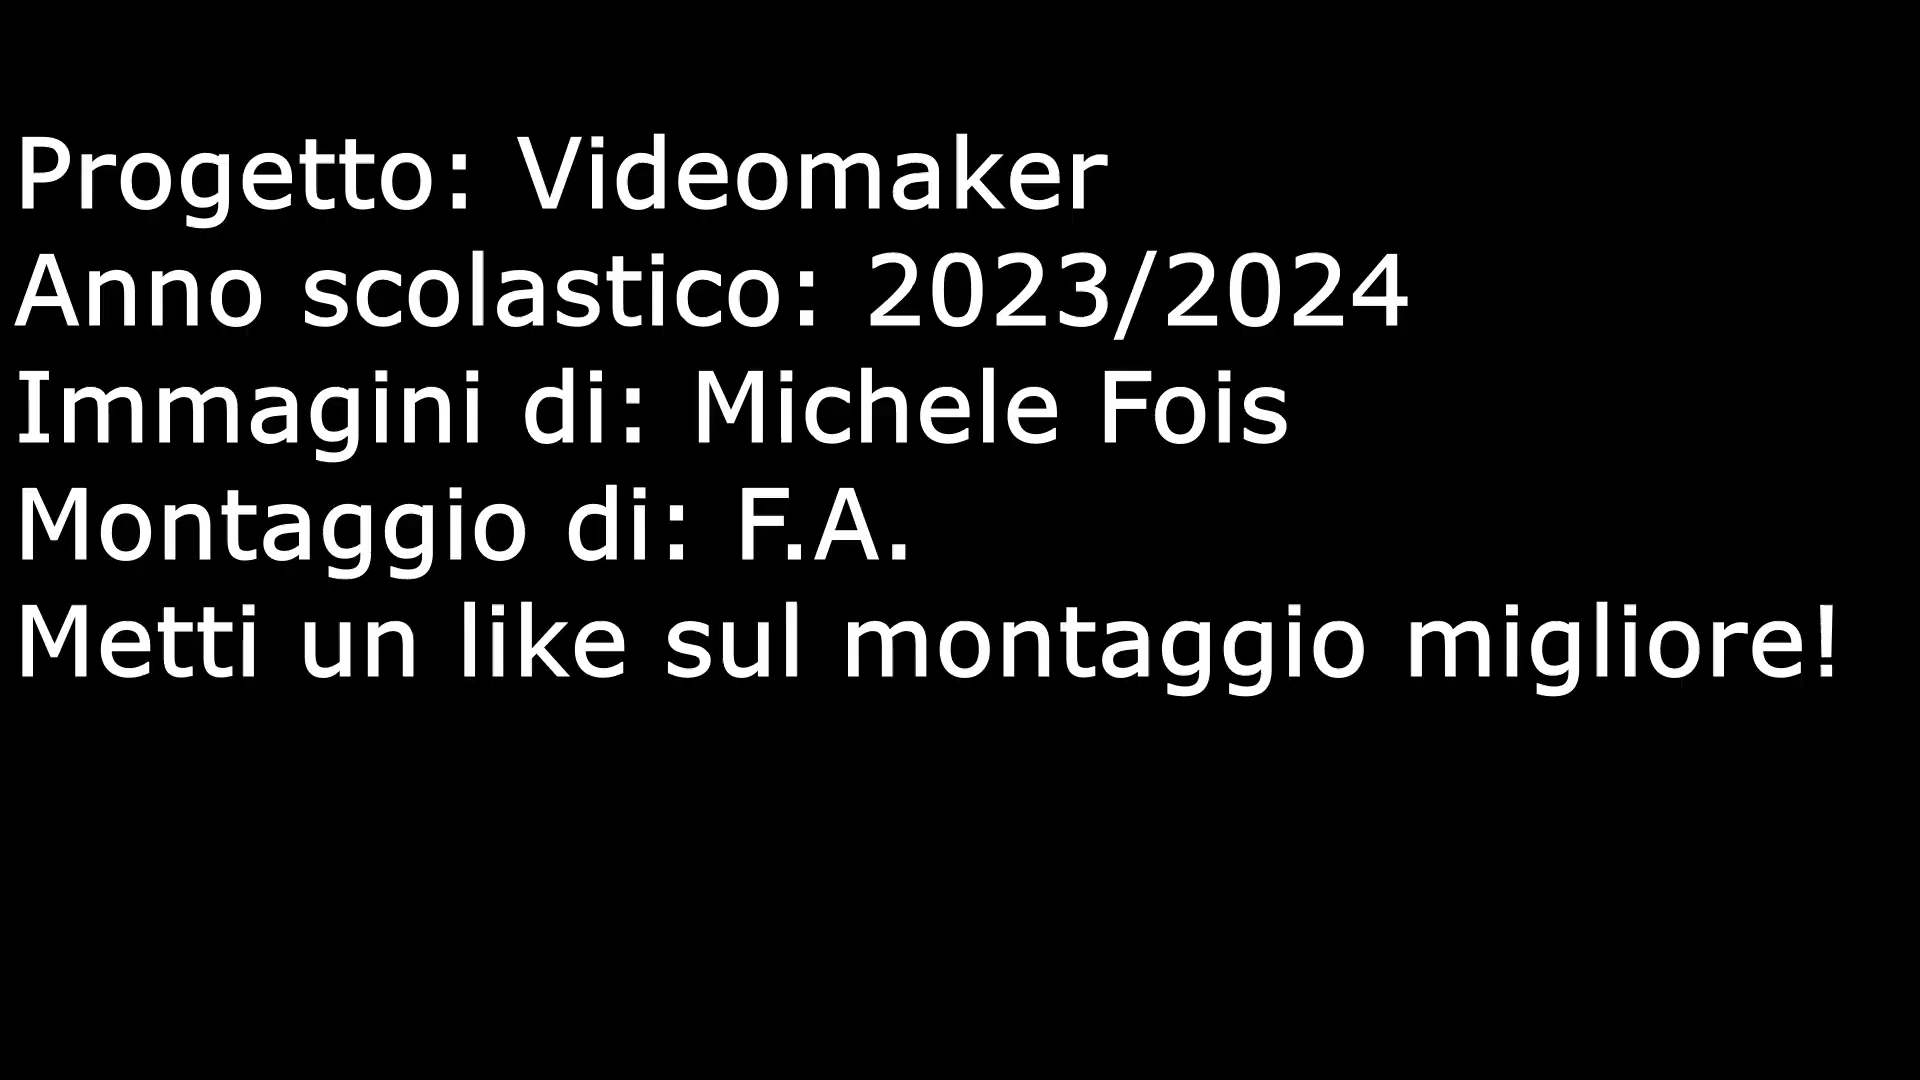 Progetto: Videomaker
Anno scolastico: 2023/2024
Immagini di: Michele Fois
Montaggio di: F.A.
Metti un like sul montaggio migliore!